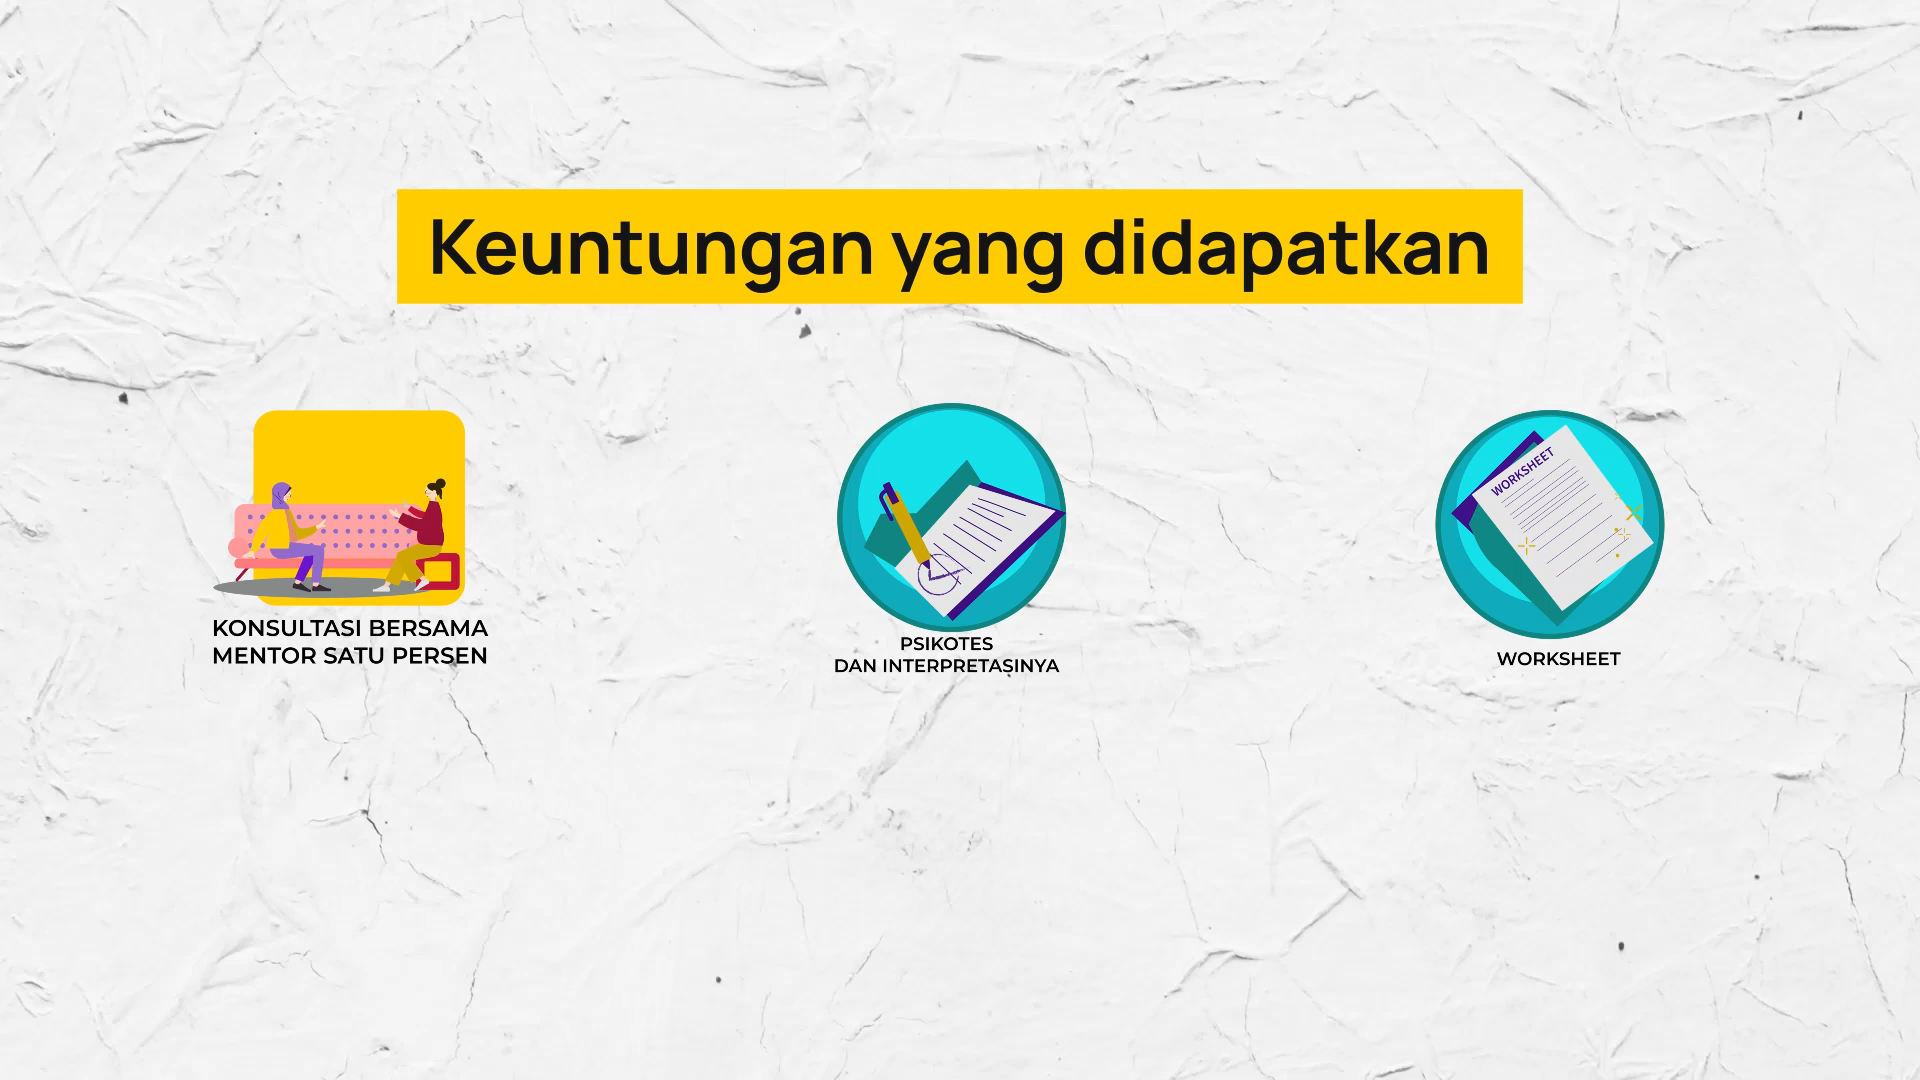 Keuntungan yang didapatkan
KONSULTASI BERSAMA
MENTOR SATU PERSEN
PSIKOTES
DAN INTERPRETASINYA
WORKSHEET
WORKSHEET